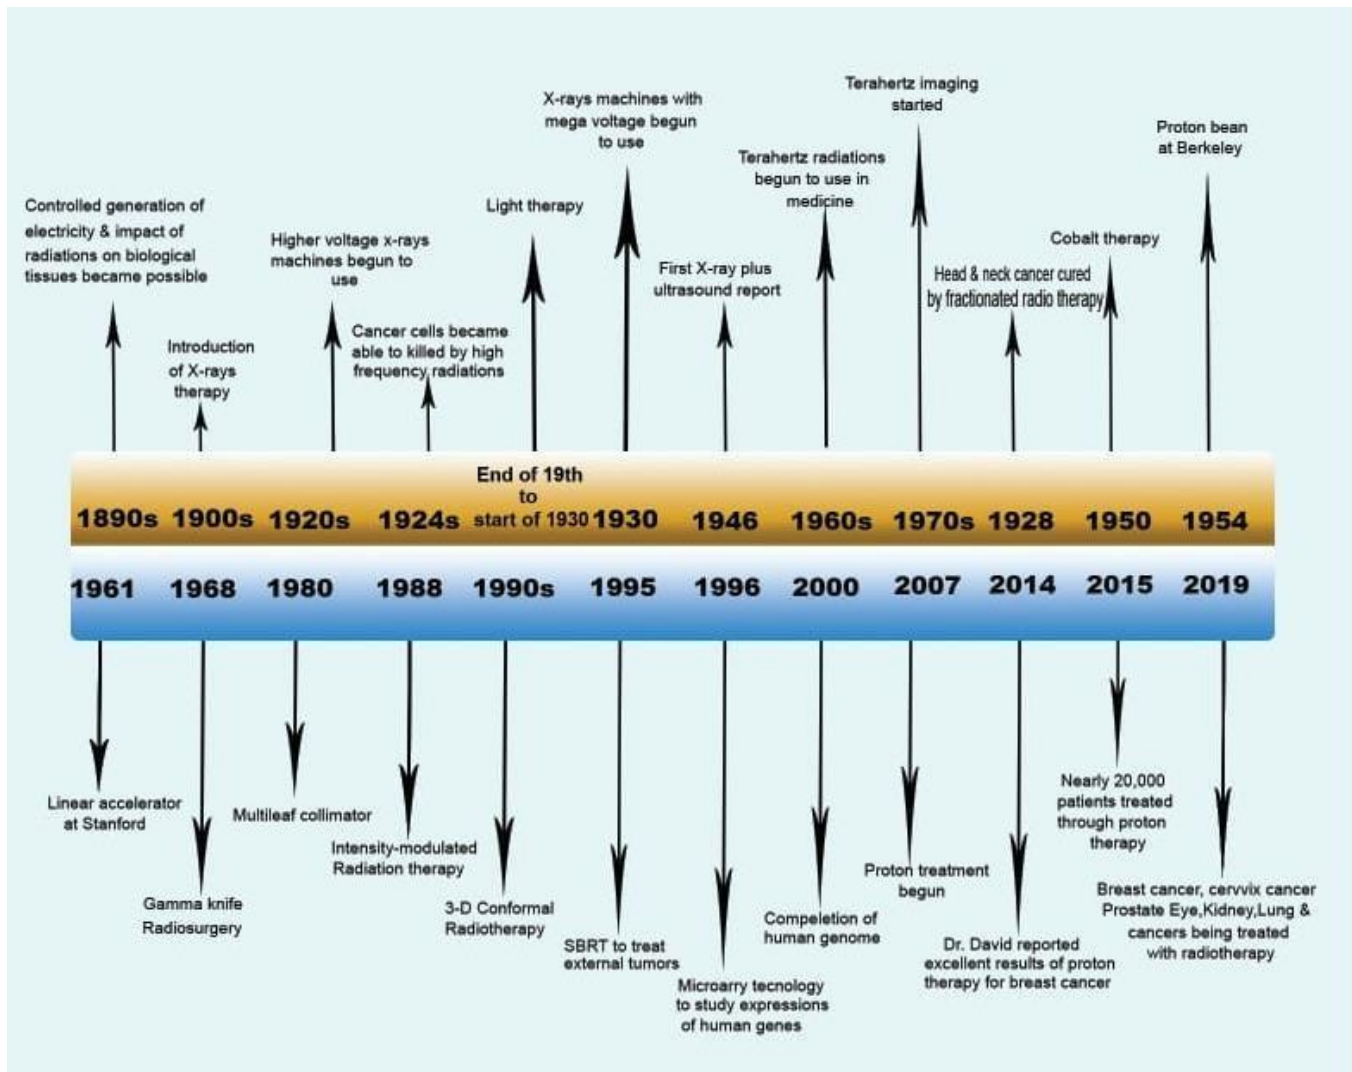 Controlled generation of
electricity & impact of
radiations on biological
tissues became possible
Introduction
of X-rays
therapy
Higher voltage x-rays
machines begun to
use
Cancer cells became
able to killed by high
frequency radiations
Light therapy
X-rays machines with
mega voltage begun
to use
First X-ray plus
ultrasound report
Terahertz radiations
begun to use in
medicine
Terahertz imaging
started
Head & neck cancer cured
by fractionated radio therapy
Cobalt therapy
Proton bean
at Berkeley
1890s
1900s
1920s
1924s
End of 19th
to
start of 1930
1930
1946
1960s
1970s
1928
1950
1954
1961
1968
1980
1988
1990s
1995
1996
2000
2007
2014
2015
2019
Linear accelerator
at Stanford
Gamma knife
Radiosurgery
Multileaf collimator
Intensity-modulated
Radiation therapy
3-D Conformal
Radiotherapy
SBRT to treat
external tumors
Microarry tecnology
to study expressions
of human genes
Compeletion of
human genome
Proton treatment
begun
Dr. David reported
excellent results of proton
therapy for breast cancer
Nearly 20,000
patients treated
through proton
therapy
Breast cancer, cervvix cancer
Prostate Eye,Kidney,Lung &
cancers being treated
with radiotherapy